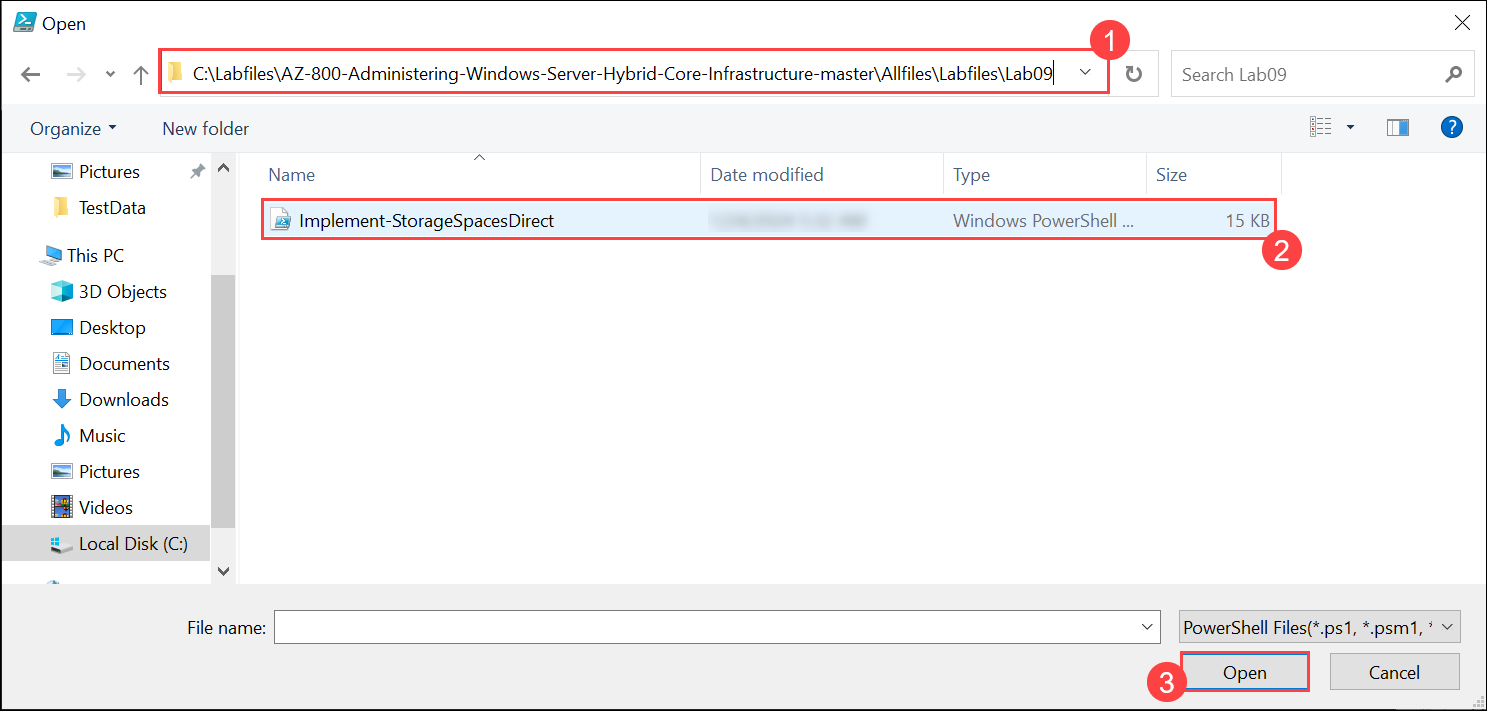 Open
1
C:\Labfiles\AZ-800-Administering-Windows-Server-Hybrid-Core-Infrastructure-master\Allfiles\Labfiles\Lab09
Search Lab09
Organize
New folder
?
Pictures
TestData
This PC
3D Objects
Desktop
Documents
Downloads
Music
Pictures
Videos
Local Disk (C:)
Name Date modified Type Size
Implement-StorageSpacesDirect Windows PowerShell ... 15 KB
2
File name:
PowerShell Files(*.ps1, *.psm1, *
3
Open
Cancel